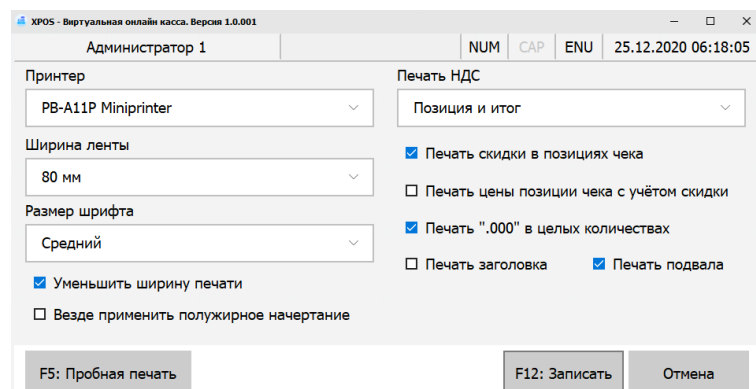 XPOS - Виртуальная онлайн касса. Версия 1.0.001
Администратор 1 NUM CAP ENU 25.12.2020 06:18:05
Принтер
PB-A11P Miniprinter
Ширина ленты
80 мм
Размер шрифта
Средний
Уменьшить ширину печати
Везде применить полужирное начертание
Печать НДС
Позиция и итог
Печать скидки в позициях чека
Печать цены позиции чека с учётом скидки
Печать ".000" в целых количествах
Печать заголовка Печать подвала
F5: Пробная печать F12: Записать Отмена